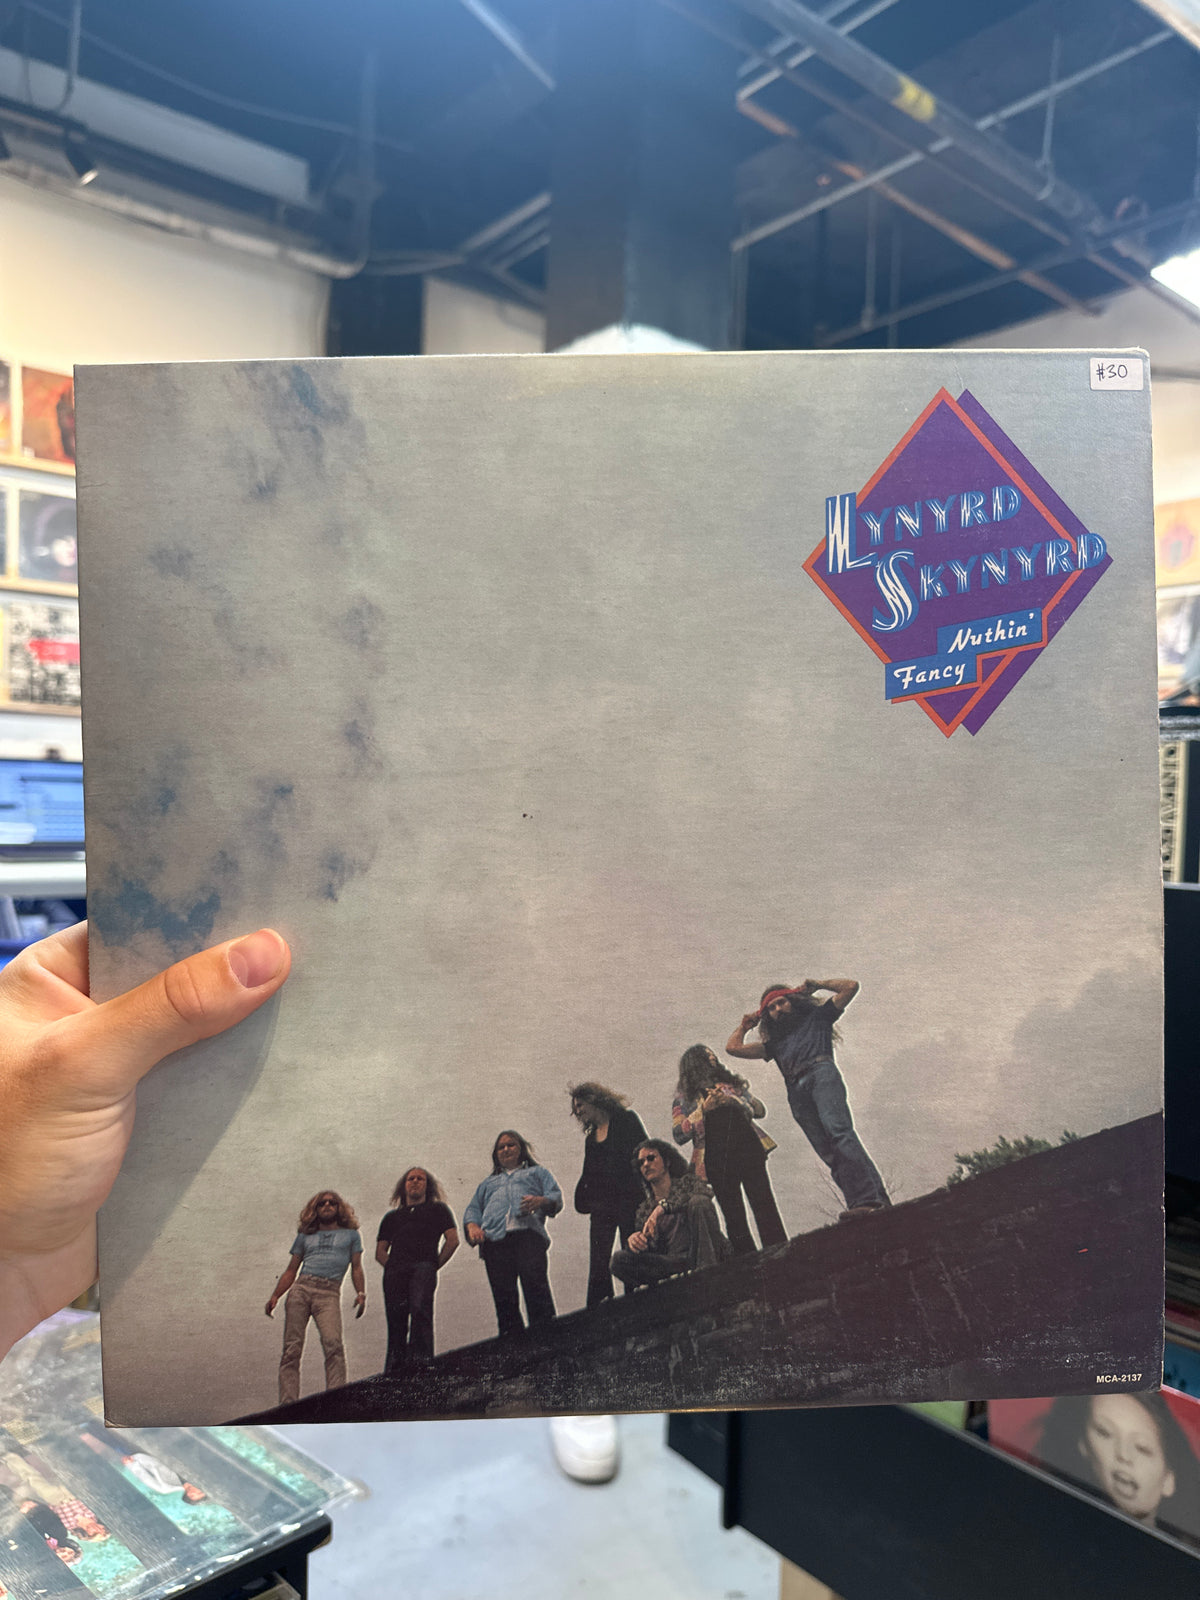 $30
LYNYRD
SKYNYRD
Nuthin'
Fancy
MCA-2137